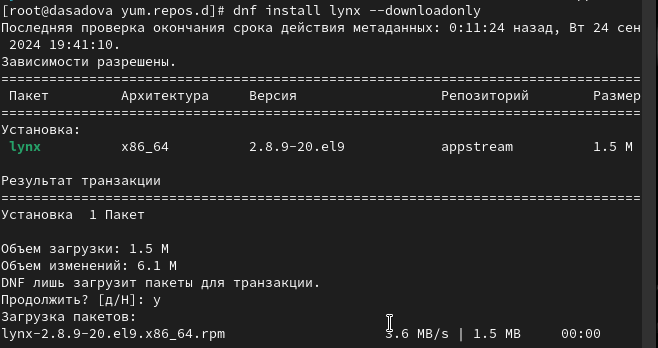 [root@dasadova yum.repos.d]# dnf install lynx --downloadonly
Последняя проверка окончания срока действия метаданных: 0:11:24 назад, Вт 24 сен
 2024 19:41:10.
Зависимости разрешены.
================================================================================
 Пакет         Архитектура     Версия                  Репозиторий        Размер
================================================================================
Установка:
 lynx          x86_64          2.8.9-20.el9            appstream          1.5 M

Результат транзакции
================================================================================
Установка  1 Пакет

Объем загрузки: 1.5 M
Объем изменений: 6.1 M
DNF лишь загрузит пакеты для транзакции.
Продолжить? [д/Н]: y
Загрузка пакетов:
lynx-2.8.9-20.el9.x86_64.rpm                    3.6 MB/s | 1.5 MB     00:00